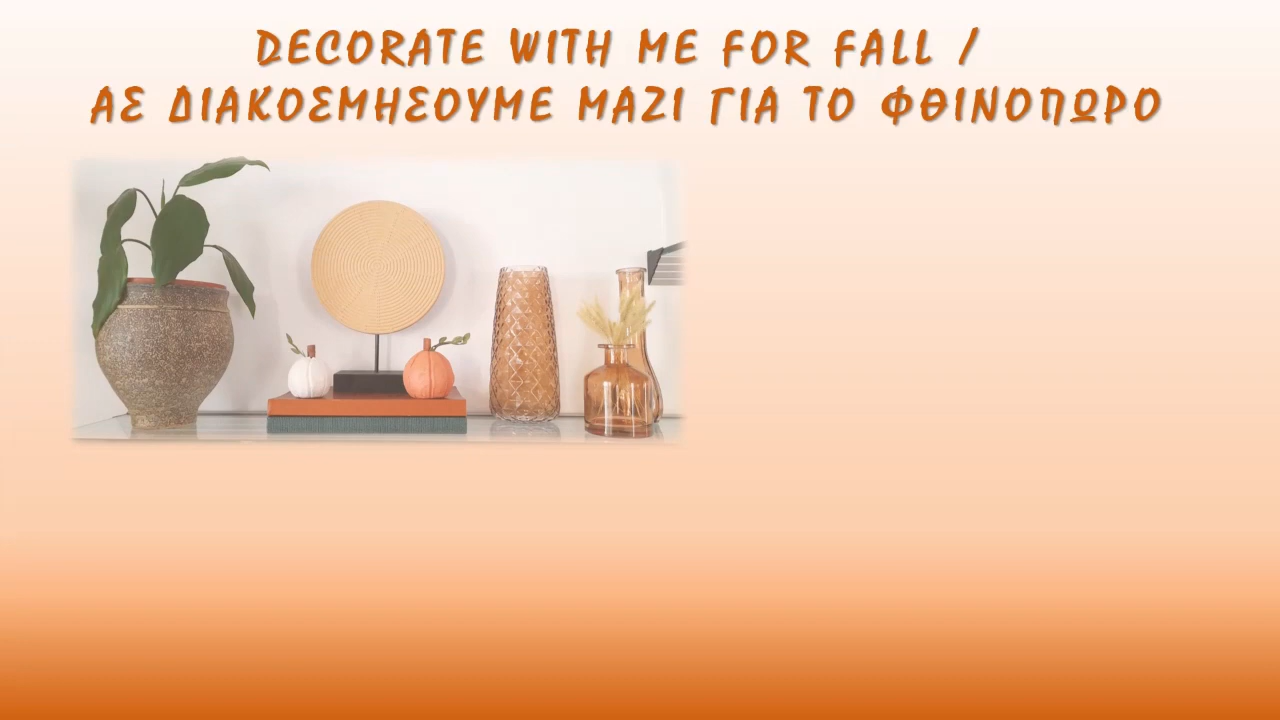 DECORATE WITH ME FOR FALL /
ΑΣ ΔΙΑΚΟΣΜΗΣΟΥΜΕ ΜΑΖΙ ΓΙΑ ΤΟ ΦΘΙΝΟΠΩΡΟ